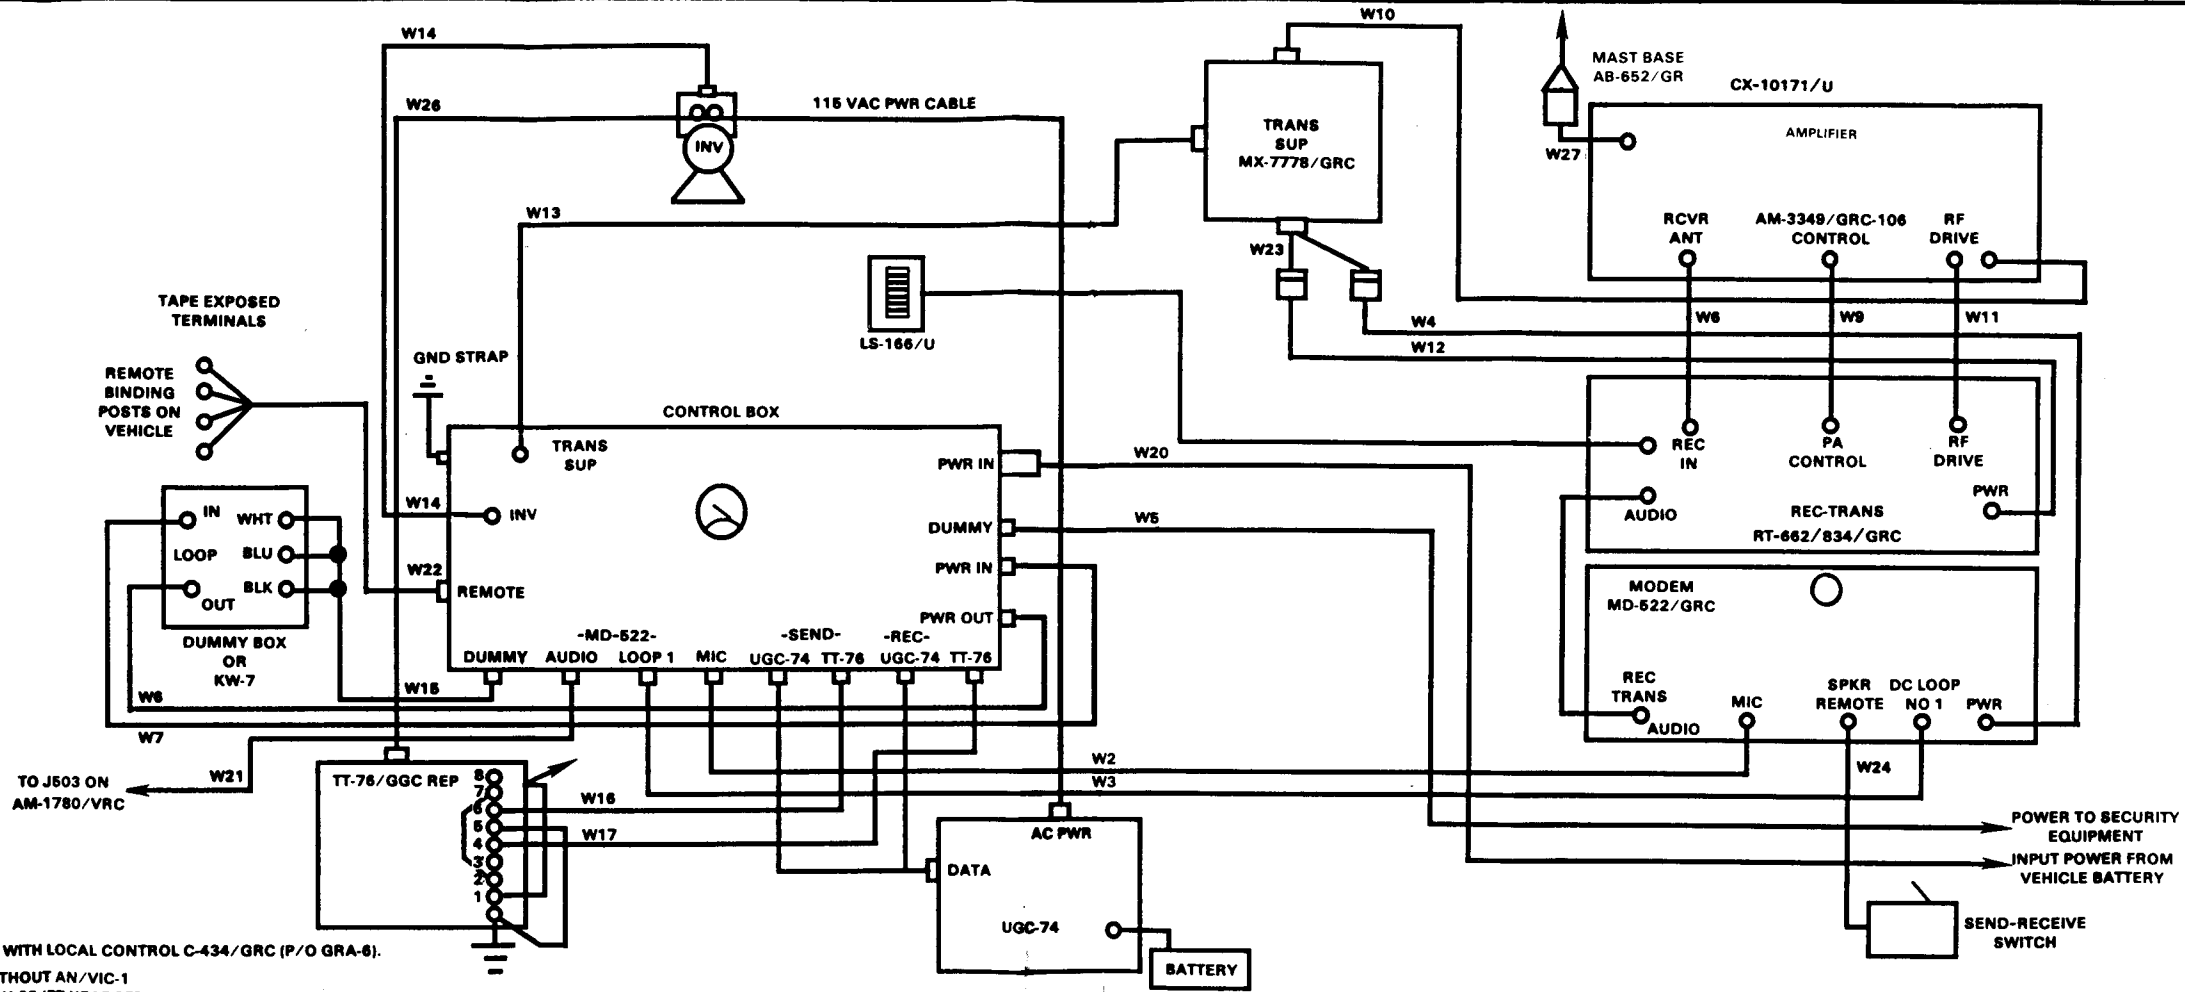 W10
W14
MAST BASE
AB-652/GR
CX-10171/U
W26
115 VAC PWR CABLE
AMPLIFIER
TRANS
SUP
MX-7778/GRC
INV
W27
W13
RCVR
ANT
AM-3349/GRC-106
CONTROL
RF
DRIVE
W23
TAPE EXPOSED
TERMINALS
W6
W9
W11
W4
W12
LS-166/U
GND STRAP
REMOTE
BINDING
POSTS ON
VEHICLE
CONTROL BOX
TRANS
SUP
PWR IN
W20
REC
IN
PA
CONTROL
RF
DRIVE
PWR
W14
INV
AUDIO
REC-TRANS
RT-662/834/GRC
IN
WHT
LOOP
BLU
BLK
OUT
DUMMY
W5
PWR IN
W22
REMOTE
MODEM
MD-522/GRC
PWR OUT
DUMMY BOX
OR
KW-7
-MD-522-
-SEND-
-REC-
DUMMY
AUDIO
LOOP 1
MIC
UGC-74
TT-76
UGC-74
TT-76
W15
W6
W7
REC
TRANS
AUDIO
MIC
SPKR
REMOTE
DC LOOP
NO 1
PWR
TO J503 ON
AM-1780/VRC
W21
TT-76/GGC REP
8
7
6
5
4
3
2
1
W16
W17
W2
W3
W24
AC PWR
DATA
UGC-74
BATTERY
POWER TO SECURITY
EQUIPMENT
INPUT POWER FROM
VEHICLE BATTERY
SEND-RECEIVE
SWITCH
WITH LOCAL CONTROL C-434/GRC (P/O GRA-6).
THOUT AN/VIC-1